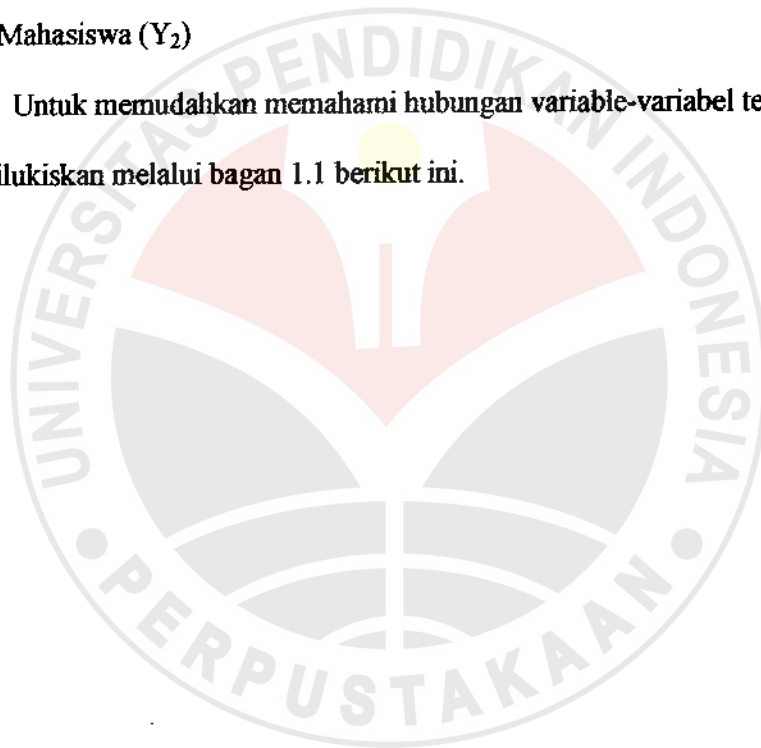 Mahasiswa (Y₂)
Untuk memudahkan memahami hubungan variable-variabel te
ilukiskan melalui bagan 1.1 berikut ini.
UNIVERSITAS PENDIDIKAN INDONESIA
PERPUSTAKAAN